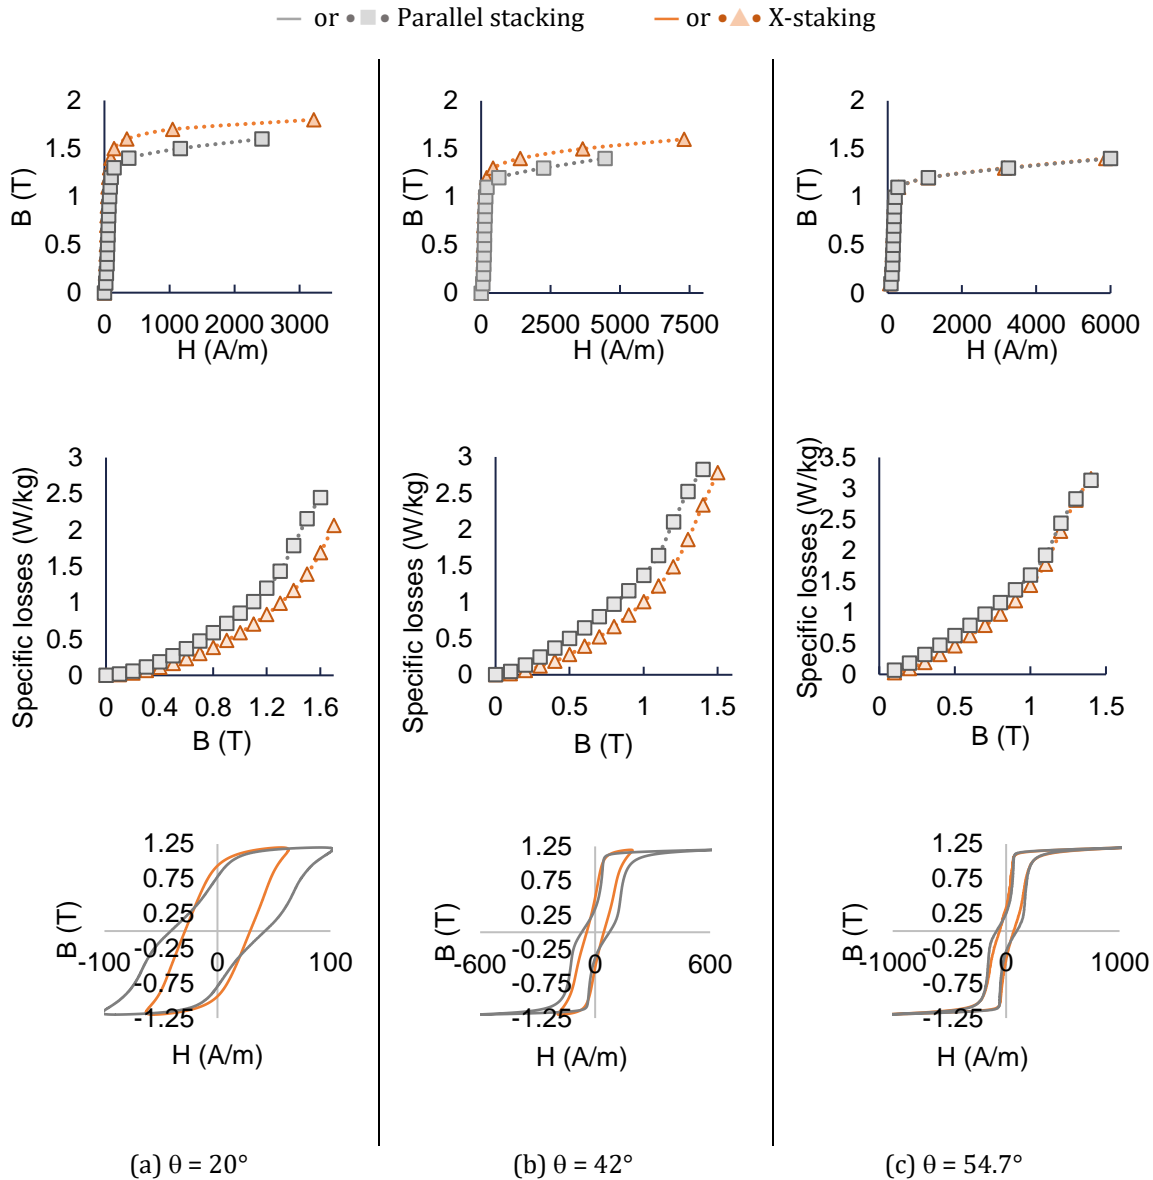 or Parallel stacking or X-staking
2
1.5
1
0.5
0
B (T)
0 1000 2000 3000
H (A/m)
2
1.5
1
0.5
0
B (T)
0 2500 5000 7500
H (A/m)
2
1.5
1
0.5
0
B (T)
0 2000 4000 6000
H (A/m)
3
2.5
2
1.5
1
0.5
0
Specific losses (W/kg)
0 0.4 0.8 1.2 1.6
B (T)
3
2.5
2
1.5
1
0.5
0
Specific losses (W/kg)
0 0.5 1 1.5
B (T)
3.5
3
2.5
2
1.5
1
0.5
0
Specific losses (W/kg)
0 0.5 1 1.5
B (T)
1.25
0.75
0.25
-0.25
-0.75
-1.25
B (T)
-100 0 100
H (A/m)
1.25
0.75
0.25
-0.25
-0.75
-1.25
B (T)
-600 0 600
H (A/m)
1.25
0.75
0.25
-0.25
-0.75
-1.25
B (T)
-1000 0 1000
H (A/m)
(a) θ = 20°
(b) θ = 42°
(c) θ = 54.7°